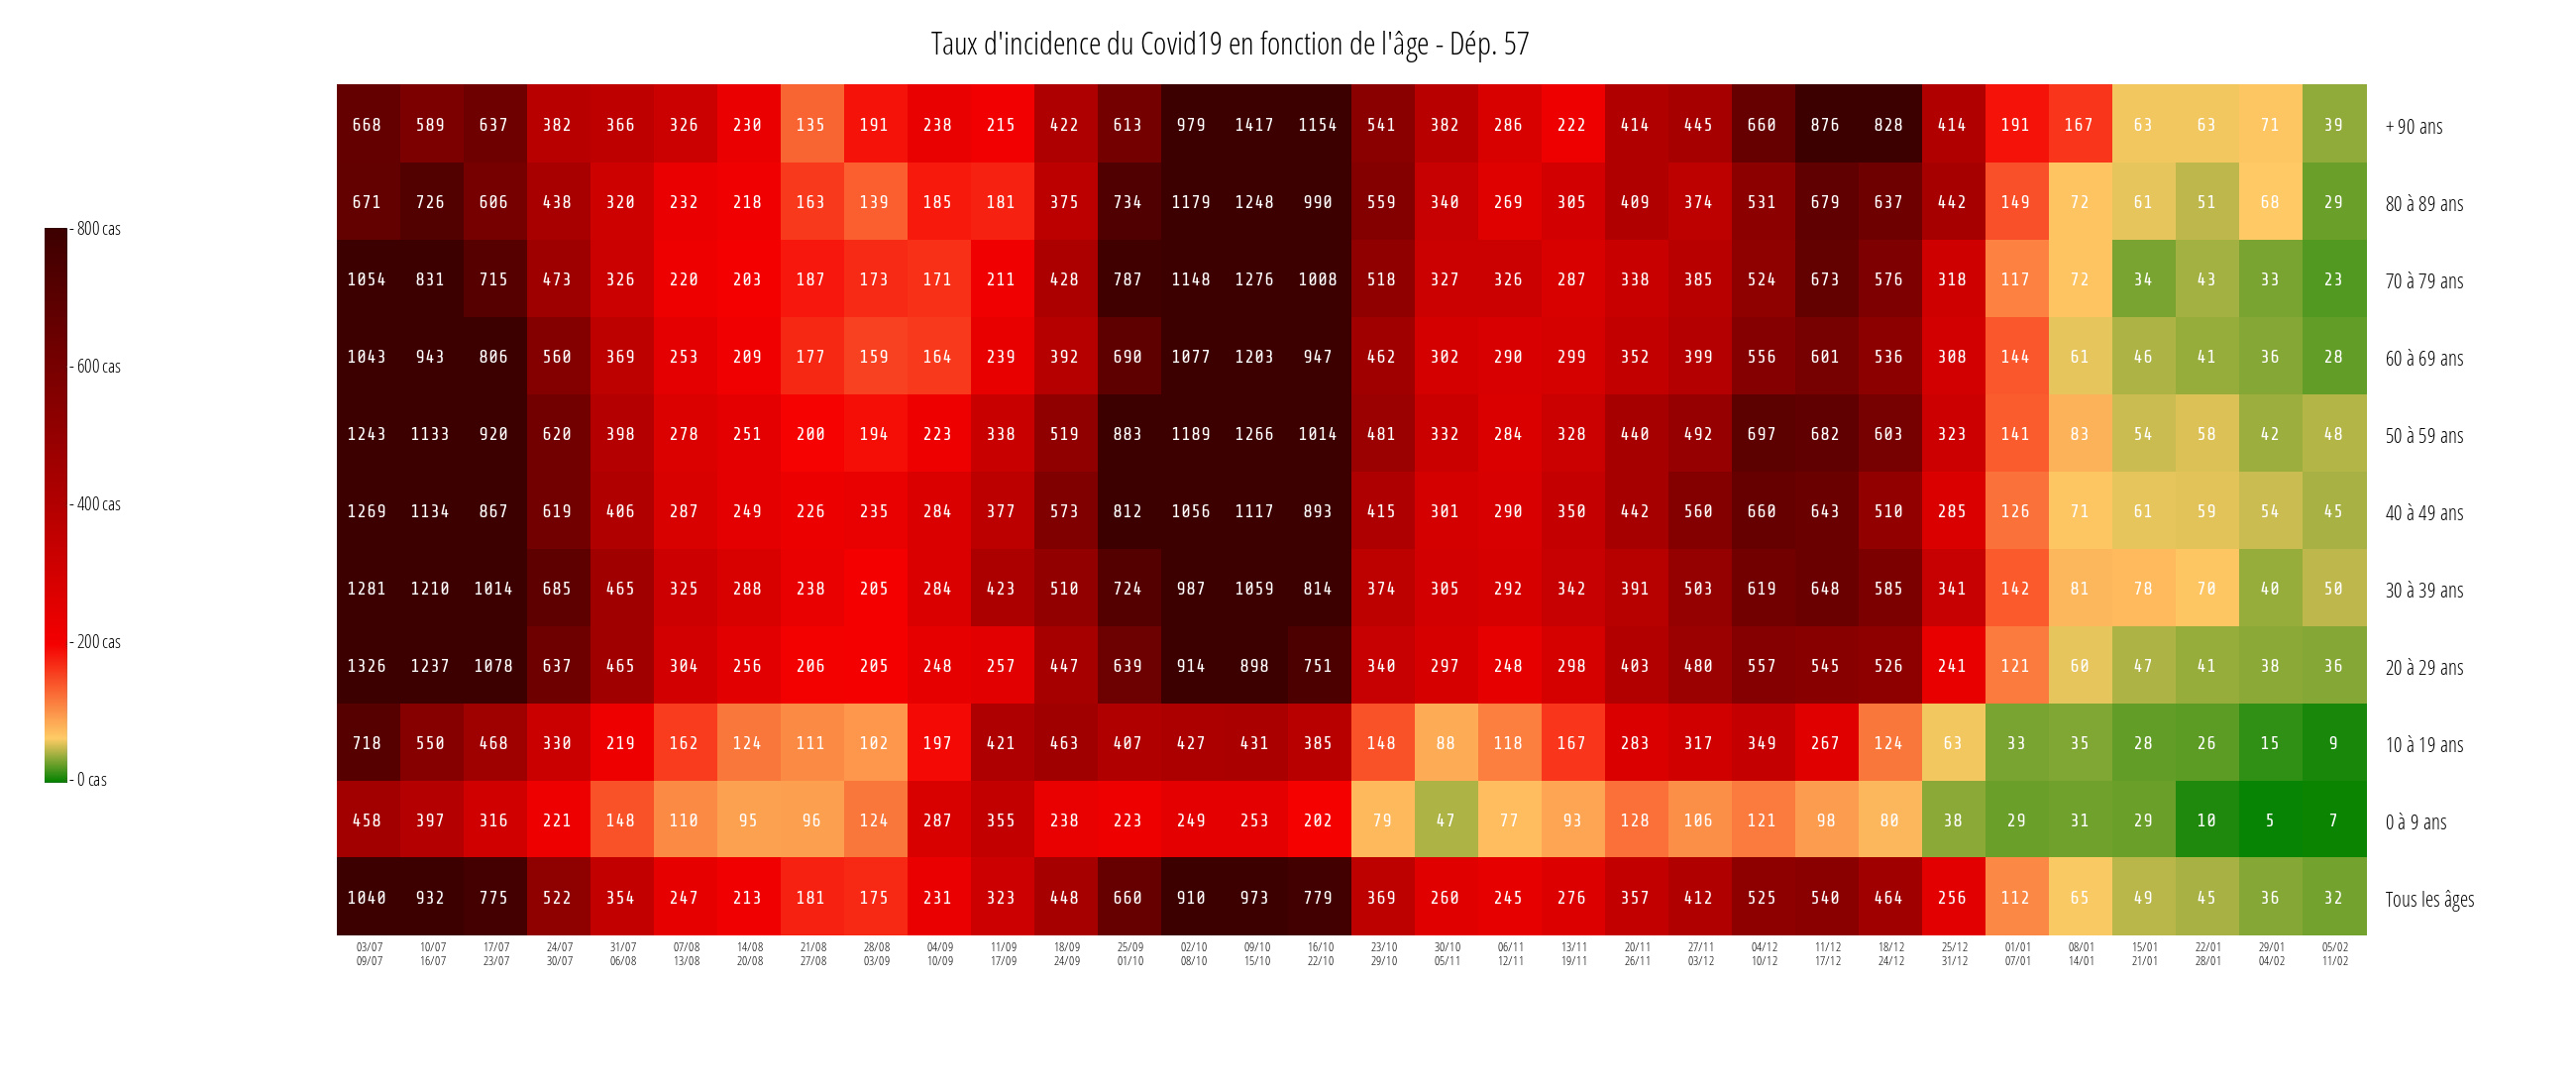 Taux d'incidence du Covid19 en fonction de l'âge - Dép. 57
- 800 cas
- 600 cas
- 400 cas
- 200 cas
- 0 cas
668 589 637 382 366 326 230 135 191 238 215 422 613 979 1417 1154 541 382 286 222 414 445 660 876 828 414 191 167 63 63 71 39 + 90 ans
671 726 606 438 320 232 218 163 139 185 181 375 734 1179 1248 990 559 340 269 305 409 374 531 679 637 442 149 72 61 51 68 29 80 à 89 ans
1054 831 715 473 326 220 203 187 173 171 211 428 787 1148 1276 1008 518 327 326 287 338 385 524 673 576 318 117 72 34 43 33 23 70 à 79 ans
1043 943 806 560 369 253 209 177 159 164 239 392 690 1077 1203 947 462 302 290 299 352 399 556 601 536 308 144 61 46 41 36 28 60 à 69 ans
1243 1133 920 620 398 278 251 200 194 223 338 519 883 1189 1266 1014 481 332 284 328 440 492 697 682 603 323 141 83 54 58 42 48 50 à 59 ans
1269 1134 867 619 406 287 249 226 235 284 377 573 812 1056 1117 893 415 301 290 350 442 560 660 643 510 285 126 71 61 59 54 45 40 à 49 ans
1281 1210 1014 685 465 325 288 238 205 284 423 510 724 987 1059 814 374 305 292 342 391 503 619 648 585 341 142 81 78 70 40 50 30 à 39 ans
1326 1237 1078 637 465 304 256 206 205 248 257 447 639 914 898 751 340 297 248 298 403 480 557 545 526 241 121 60 47 41 38 36 20 à 29 ans
718 550 468 330 219 162 124 111 102 197 421 463 407 427 431 385 148 88 118 167 283 317 349 267 124 63 33 35 28 26 15 9 10 à 19 ans
458 397 316 221 148 110 95 96 124 287 355 238 223 249 253 202 79 47 77 93 128 106 121 98 80 38 29 31 29 10 5 7 0 à 9 ans
1040 932 775 522 354 247 213 181 175 231 323 448 660 910 973 779 369 260 245 276 357 412 525 540 464 256 112 65 49 45 36 32 Tous les âges
03/07 10/07 17/07 24/07 31/07 07/08 14/08 21/08 28/08 04/09 11/09 18/09 25/09 02/10 09/10 16/10 23/10 30/10 06/11 13/11 20/11 27/11 04/12 11/12 18/12 25/12 01/01 08/01 15/01 22/01 29/01 05/02
09/07 16/07 23/07 30/07 06/08 13/08 20/08 27/08 03/09 10/09 17/09 24/09 01/10 08/10 15/10 22/10 29/10 05/11 12/11 19/11 26/11 03/12 10/12 17/12 24/12 31/12 07/01 14/01 21/01 28/01 04/02 11/02